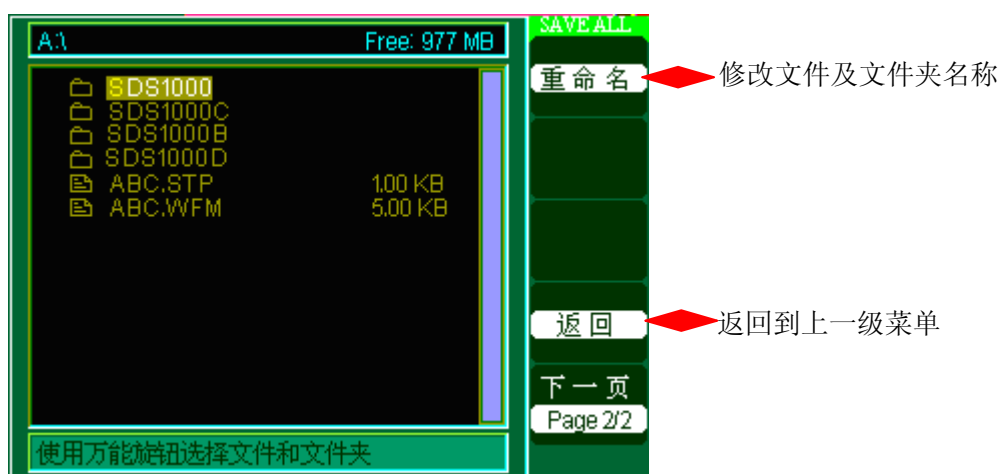 A:\ Free: 977 MB
SDS1000
SDS1000C
SDS1000B
SDS1000D
ABC.STP 1.00 KB
ABC.WFM 5.00 KB
使用万能旋钮选择文件和文件夹
SAVE ALL
重命名
返回
下一页
Page 2/2
修改文件及文件夹名称
返回到上一级菜单